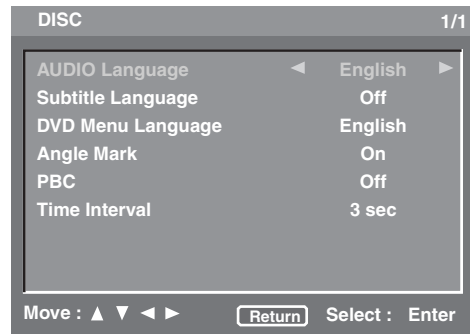 DISC 1/1
AUDIO Language ◄ English ►
Subtitle Language Off
DVD Menu Language English
Angle Mark On
PBC Off
Time Interval 3 sec
Move : ▲ ▼ ◄ ► Return Select : Enter